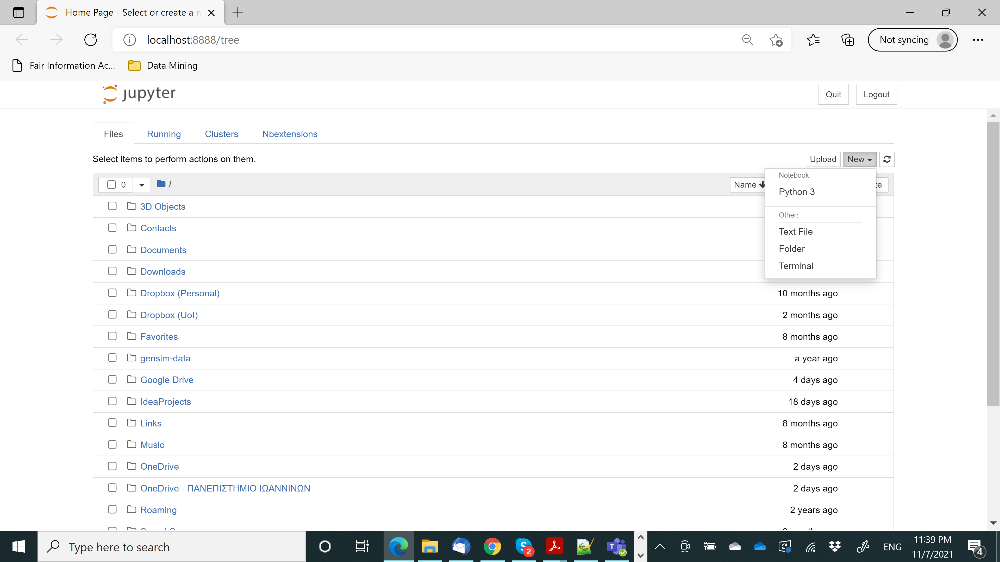 Home Page - Select or create a n
localhost:8888/tree
Not syncing
Fair Information Ac...
Data Mining
jupyter
Quit
Logout
Files
Running
Clusters
Nbextensions
Select items to perform actions on them.
Upload
New
0
/
Name
Notebook:
Python 3
Other:
Text File
Folder
Terminal
3D Objects
Contacts
Documents
Downloads
Dropbox (Personal) 10 months ago
Dropbox (UoI) 2 months ago
Favorites 8 months ago
gensim-data a year ago
Google Drive 4 days ago
IdeaProjects 18 days ago
Links 8 months ago
Music 8 months ago
OneDrive 2 days ago
OneDrive - ΠΑΝΕΠΙΣΤΗΜΙΟ ΙΩΑΝΝΙΝΩΝ 2 days ago
Roaming 2 years ago
Type here to search
S
2
T
ENG
11:39 PM
11/7/2021
4